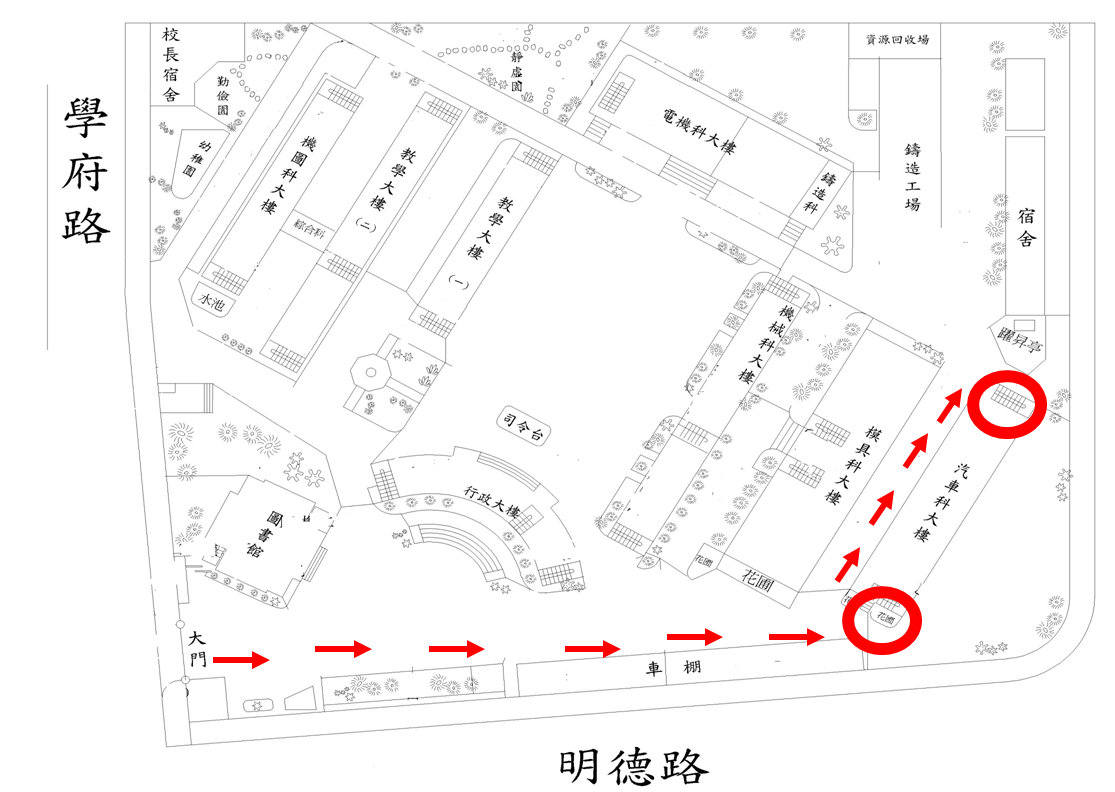 校長宿舍
勤儉園
靜虛園
資源回收場
學府路
幼稚園
機圖科大樓
教學大樓(二)
綜合科
教學大樓(一)
電機科大樓
鑄造科
鑄造工場
宿舍
水池
躍昇亭
機械科大樓
司令台
模具科大樓
汽車科大樓
行政大樓
圖書館
花圃
花圃
花圃
大門
車棚
明德路